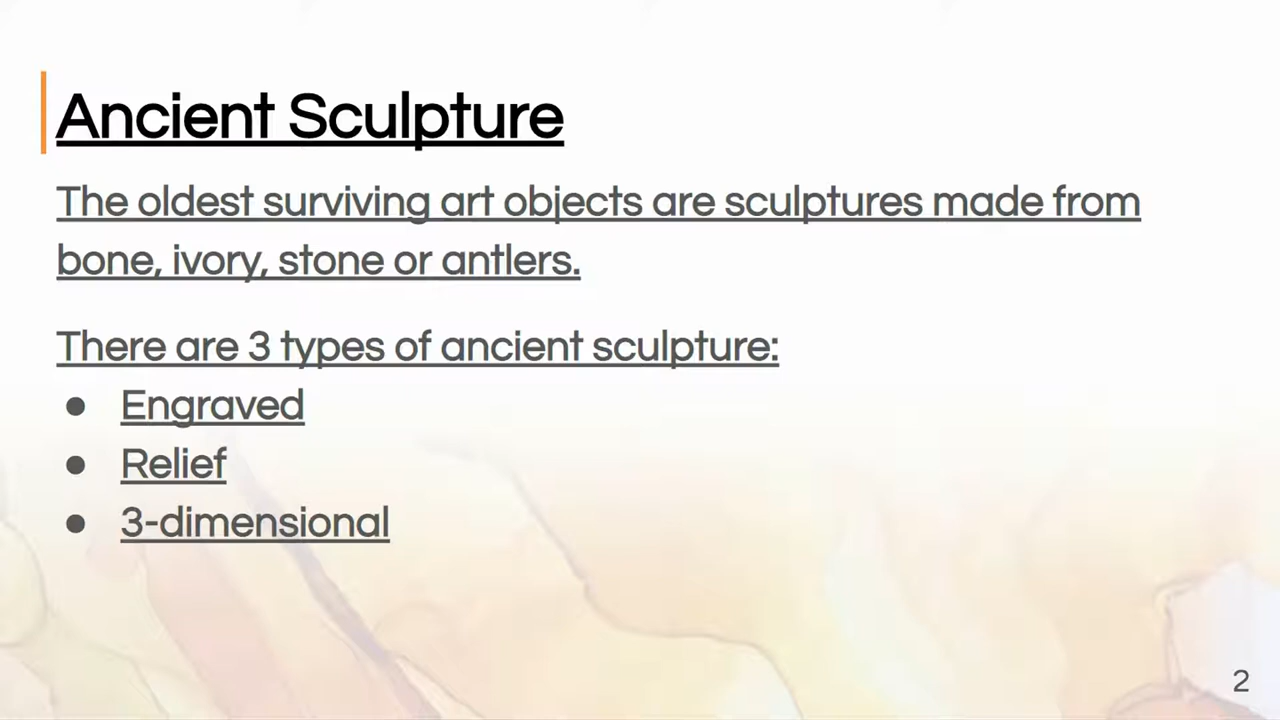 Ancient Sculpture
The oldest surviving art objects are sculptures made from
bone, ivory, stone or antlers.
There are 3 types of ancient sculpture:
● Engraved
● Relief
● 3-dimensional
2